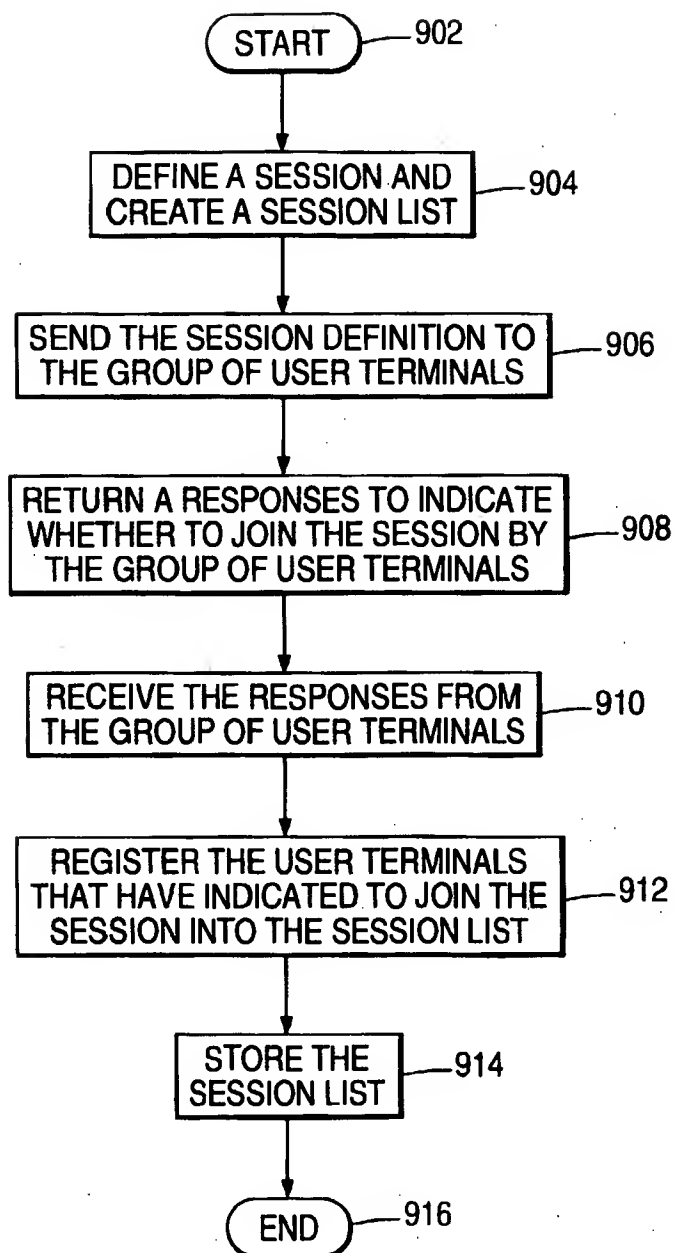 START
902
DEFINE A SESSION AND
CREATE A SESSION LIST
904
SEND THE SESSION DEFINITION TO
THE GROUP OF USER TERMINALS
906
RETURN A RESPONSES TO INDICATE
WHETHER TO JOIN THE SESSION BY
THE GROUP OF USER TERMINALS
908
RECEIVE THE RESPONSES FROM
THE GROUP OF USER TERMINALS
910
REGISTER THE USER TERMINALS
THAT HAVE INDICATED TO JOIN THE
SESSION INTO THE SESSION LIST
912
STORE THE
SESSION LIST
914
END
916